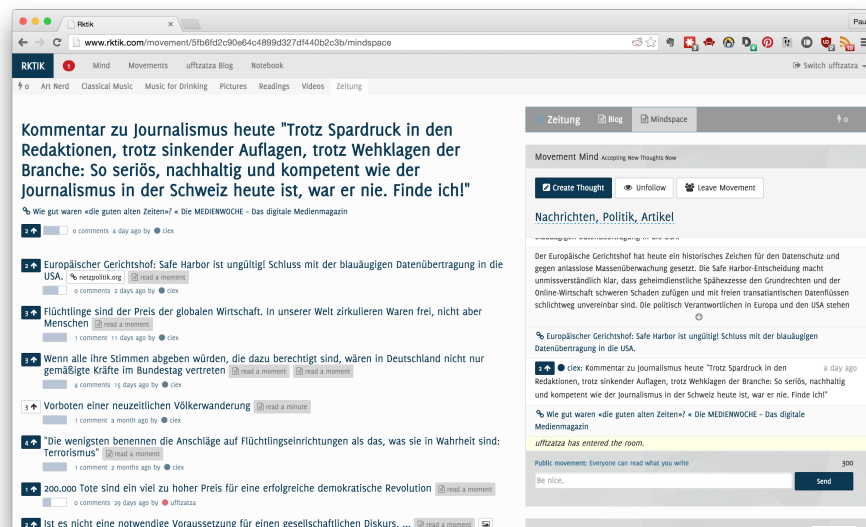 Rktik
Pau
www.rktik.com/movement/5fb6fd2c90e64c4899d327df440b2c3b/mindspace
RKTIK 1 Mind Movements ufftzatza Blog Notebook Switch ufftzatza
0 Art Nerd Classical Music Music for Drinking Pictures Readings Videos Zeitung
Kommentar zu Journalismus heute "Trotz Spardruck in den
Redaktionen, trotz sinkender Auflagen, trotz Wehklagen der
Branche: So seriös, nachhaltig und kompetent wie der
Journalismus in der Schweiz heute ist, war er nie. Finde ich!"
Wie gut waren «die guten alten Zeiten»? « Die MEDIENWOCHE – Das digitale Medienmagazin
2 0 comments a day ago by ciex
2 Europäischer Gerichtshof: Safe Harbor ist ungültig! Schluss mit der blauäugigen Datenübertragung in die
USA. netzpolitik.org read a moment
0 comments 2 days ago by ciex
3 Flüchtlinge sind der Preis der globalen Wirtschaft. In unserer Welt zirkulieren Waren frei, nicht aber
Menschen read a moment
1 comment 11 days ago by ciex
3 Wenn alle ihre Stimmen abgeben würden, die dazu berechtigt sind, wären in Deutschland nicht nur
gemäßigte Kräfte im Bundestag vertreten read a moment read a moment
4 comments 15 days ago by ciex
3 Vorboten einer neuzeitlichen Völkerwanderung read a minute
1 comment a month ago by ciex
4 "Die wenigsten benennen die Anschläge auf Flüchtlingseinrichtungen als das, was sie in Wahrheit sind:
Terrorismus" read a moment
1 comment 2 months ago by ciex
1 200.000 Tote sind ein viel zu hoher Preis für eine erfolgreiche demokratische Revolution read a moment
0 comments 29 days ago by ufftzatza
2 Ist es nicht eine notwendige Voraussetzung für einen gesellschaftlichen Diskurs, ... read a moment
Zeitung Blog Mindspace 0
Movement Mind Accepting New Thoughts Now
Create Thought Unfollow Leave Movement
Nachrichten, Politik, Artikel
Der Europäische Gerichtshof hat heute ein historisches Zeichen für den Datenschutz und
gegen anlasslose Massenüberwachung gesetzt. Die Safe Harbor-Entscheidung macht
unmissverständlich klar, dass geheimdienstliche Spähexzesse den Grundrechten und der
Online-Wirtschaft schweren Schaden zufügen und mit freien transatlantischen Datenflüssen
schlichtweg unvereinbar sind. Die politisch Verantwortlichen in Europa und den USA stehen
Europäischer Gerichtshof: Safe Harbor ist ungültig! Schluss mit der blauäugigen
Datenübertragung in die USA.
2 ciex: Kommentar zu Journalismus heute "Trotz Spardruck in den a day ago
Redaktionen, trotz sinkender Auflagen, trotz Wehklagen der Branche: So seriös, nachhaltig
und kompetent wie der Journalismus in der Schweiz heute ist, war er nie. Finde ich!"
Wie gut waren «die guten alten Zeiten»? « Die MEDIENWOCHE – Das digitale
Medienmagazin
ufftzatza has entered the room.
Public movement: Everyone can read what you write 300
Be nice. Send